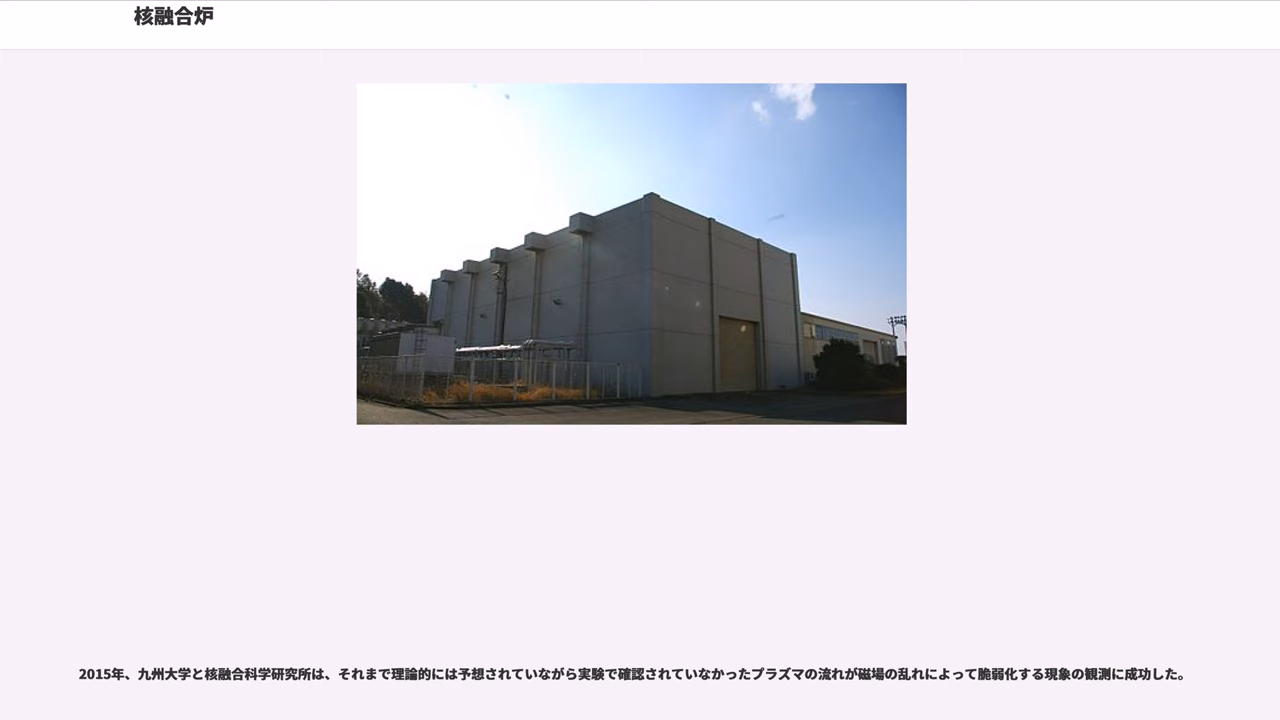 核融合炉
2015年、九州大学と核融合科学研究所は、それまで理論的には予想されていながら実験で確認されていなかったプラズマの流れが磁場の乱れによって脆弱化する現象の観測に成功した。